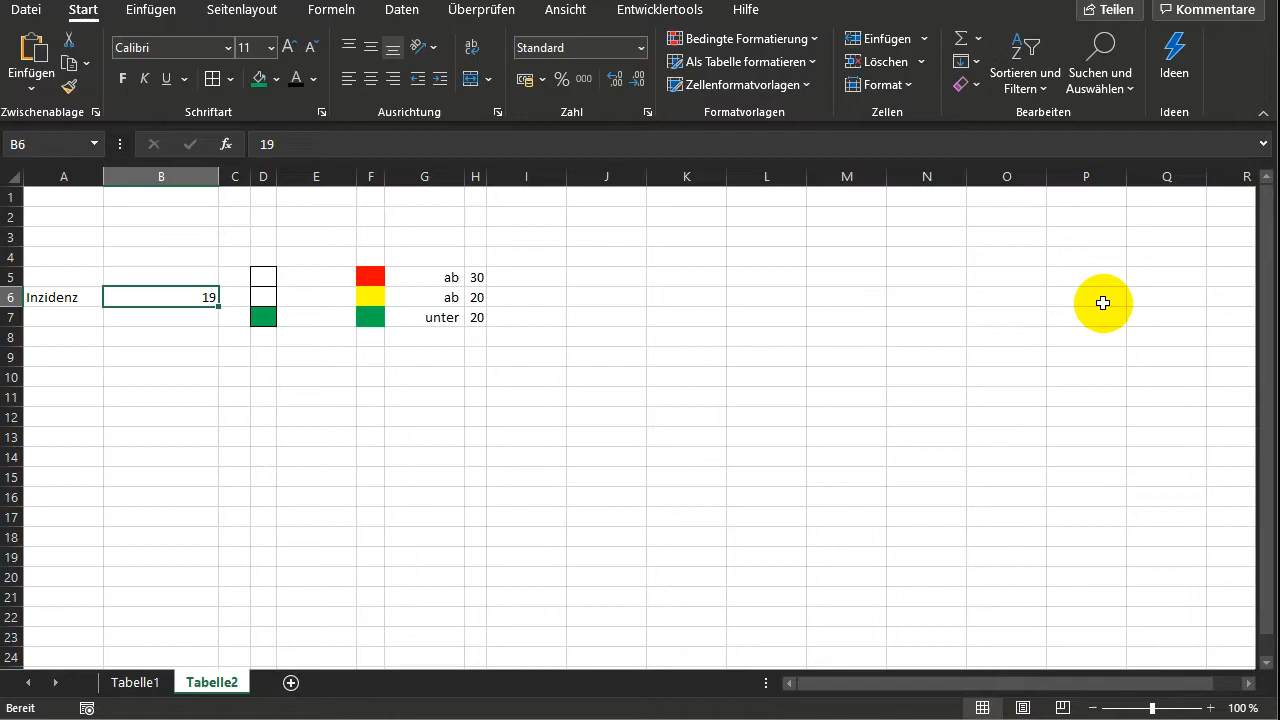 Datei Start Einfügen Seitenlayout Formeln Daten Überprüfen Ansicht Entwicklertools Hilfe Teilen Kommentare
Einfügen
Zwischenablage
Calibri 11
F K U
Schriftart
ab
Ausrichtung
Standard
% 000
Zahl
Bedingte Formatierung
Als Tabelle formatieren
Zellenformatvorlagen
Formatvorlagen
Einfügen
Löschen
Format
Zellen
Sortieren und
Filtern
Suchen und
Auswählen
Bearbeiten
Ideen
Ideen
B6 fx 19
A B C D E F G H I J K L M N O P Q R
1
2
3
4
5 ab 30
6 Inzidenz 19 ab 20
7 unter 20
8
9
10
11
12
13
14
15
16
17
18
19
20
21
22
23
24
Tabelle1 Tabelle2
Bereit 100 %